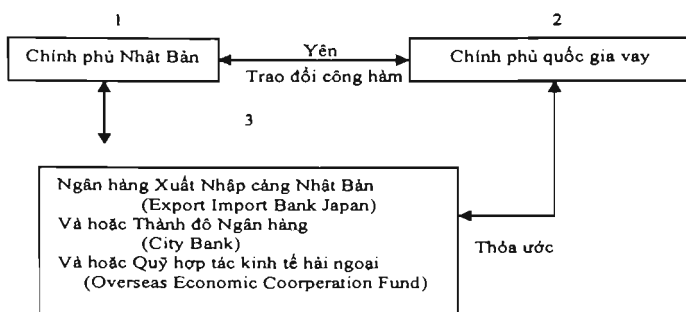 1
2
Chính phủ Nhật Bản
Yên
Chính phủ quốc gia vay
Trao đổi công hàm
3
Ngân hàng Xuất Nhập cảng Nhật Bản
(Export Import Bank Japan)
Và hoặc Thành đô Ngân hàng
(City Bank)
Và hoặc Quỹ hợp tác kinh tế hải ngoại
(Overseas Economic Coorperation Fund)
Thỏa ước